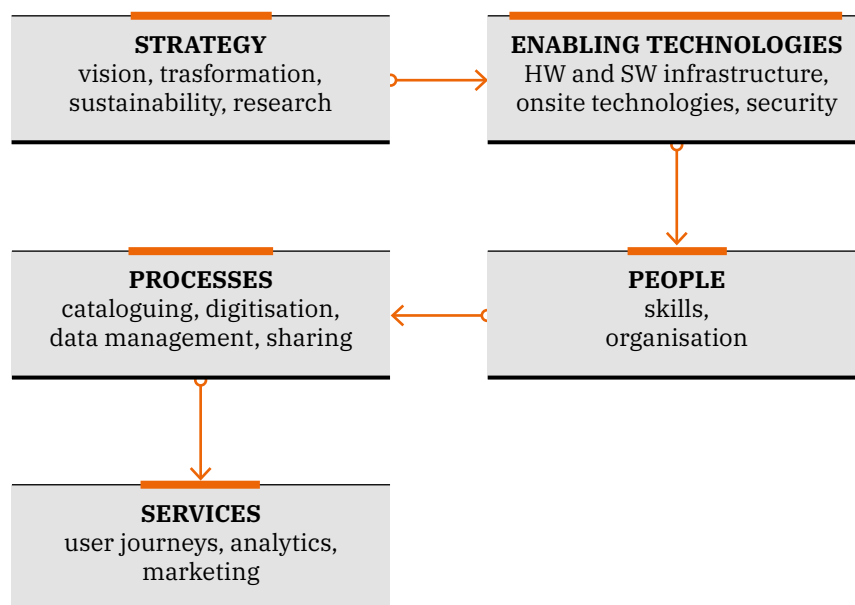 STRATEGY
vision, trasformation,
sustainability, research
ENABLING TECHNOLOGIES
HW and SW infrastructure,
onsite technologies, security
PEOPLE
skills,
organisation
PROCESSES
cataloguing, digitisation,
data management, sharing
SERVICES
user journeys, analytics,
marketing